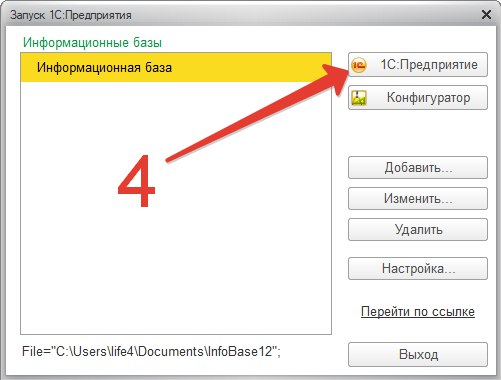 Запуск 1С:Предприятия
Информационные базы
Информационная база
1С:Предприятие
Конфигуратор
4
Добавить...
Изменить...
Удалить
Настройка...
Перейти по ссылке
File="C:\Users\life4\Documents\InfoBase12";
Выход